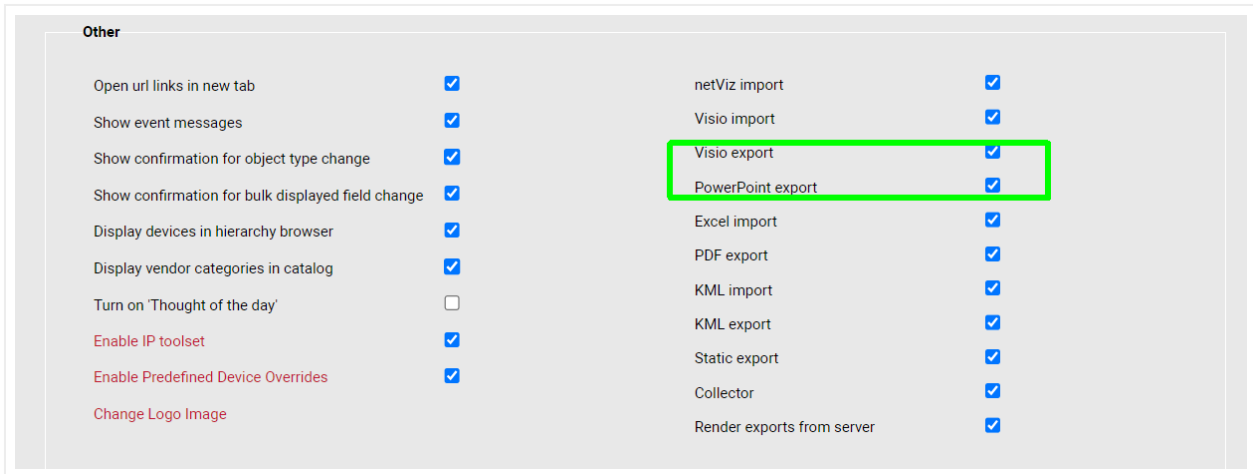 Other
Open url links in new tab
Show event messages
Show confirmation for object type change
Show confirmation for bulk displayed field change
Display devices in hierarchy browser
Display vendor categories in catalog
Turn on 'Thought of the day'
Enable IP toolset
Enable Predefined Device Overrides
Change Logo Image
netViz import
Visio import
Visio export
PowerPoint export
Excel import
PDF export
KML import
KML export
Static export
Collector
Render exports from server